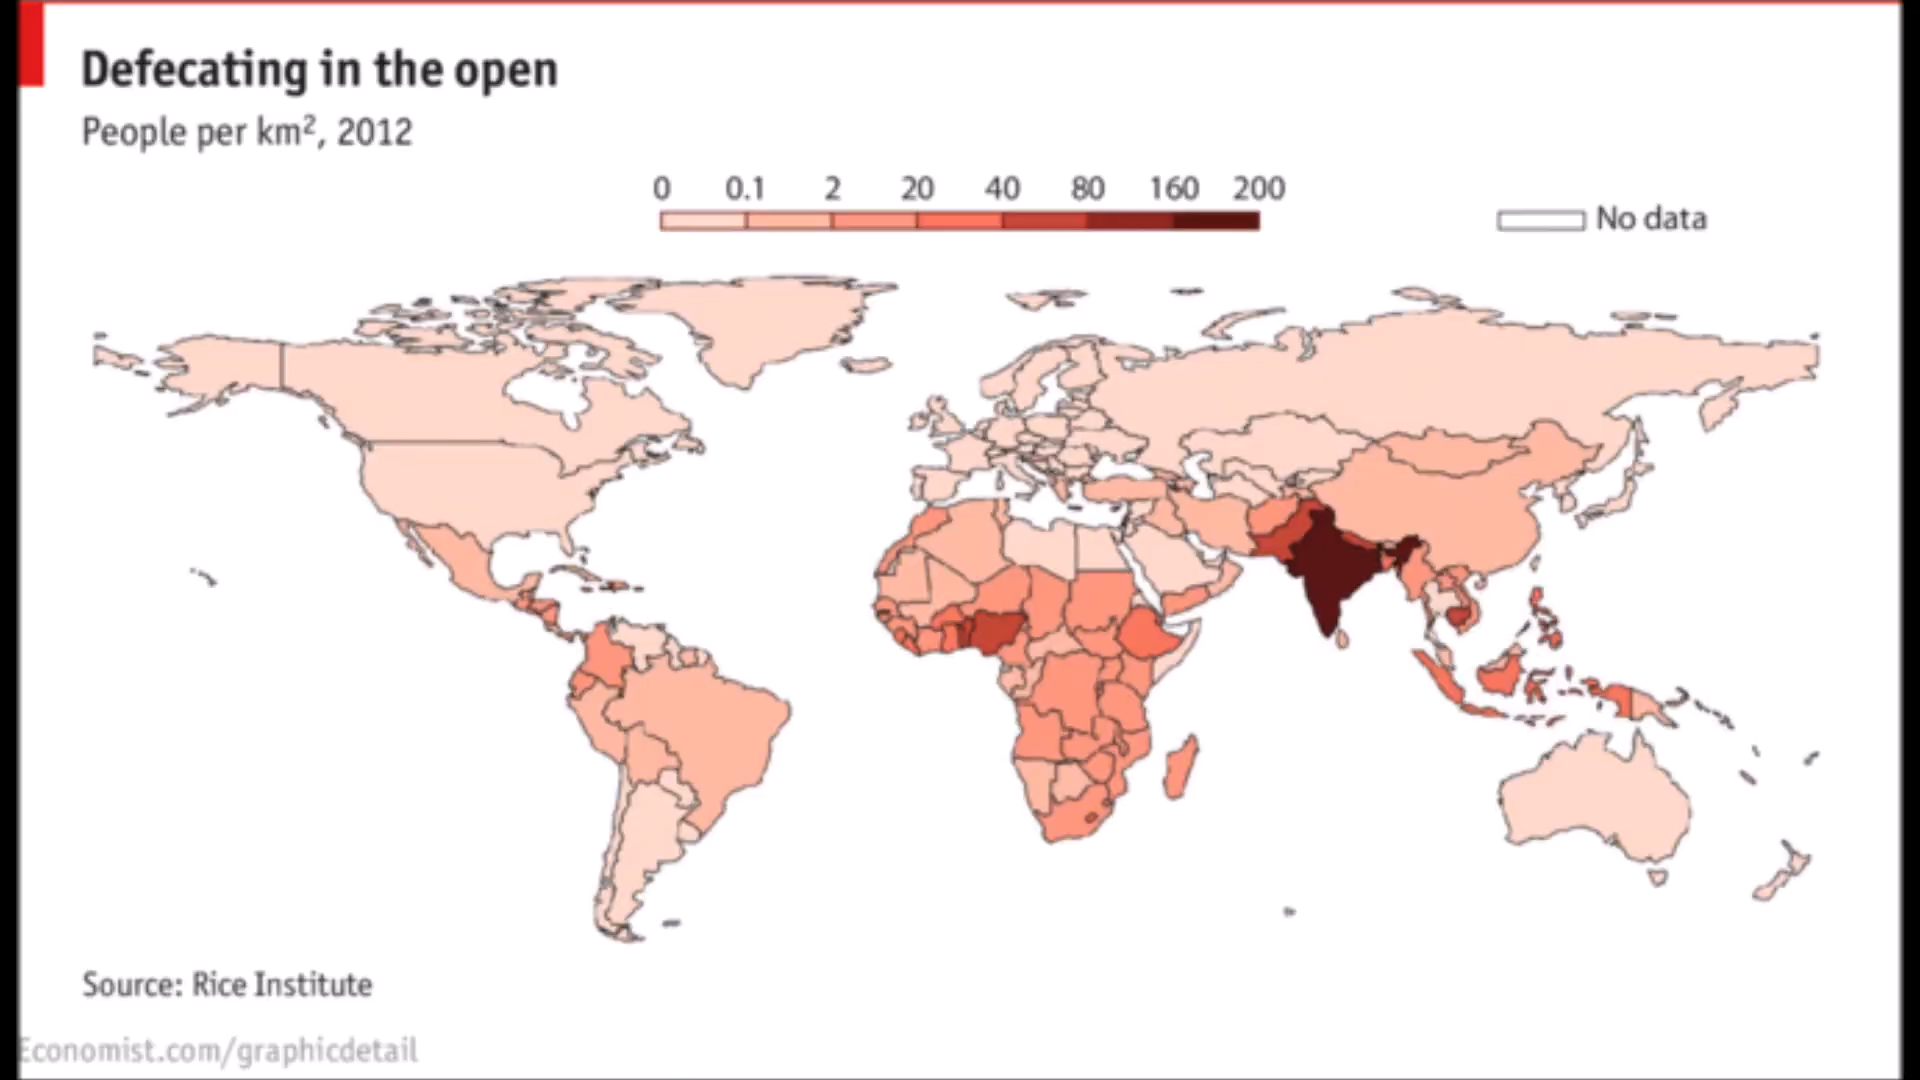 Defecating in the open
People per km², 2012
0 0.1 2 20 40 80 160 200
No data
Source: Rice Institute
Economist.com/graphicdetail